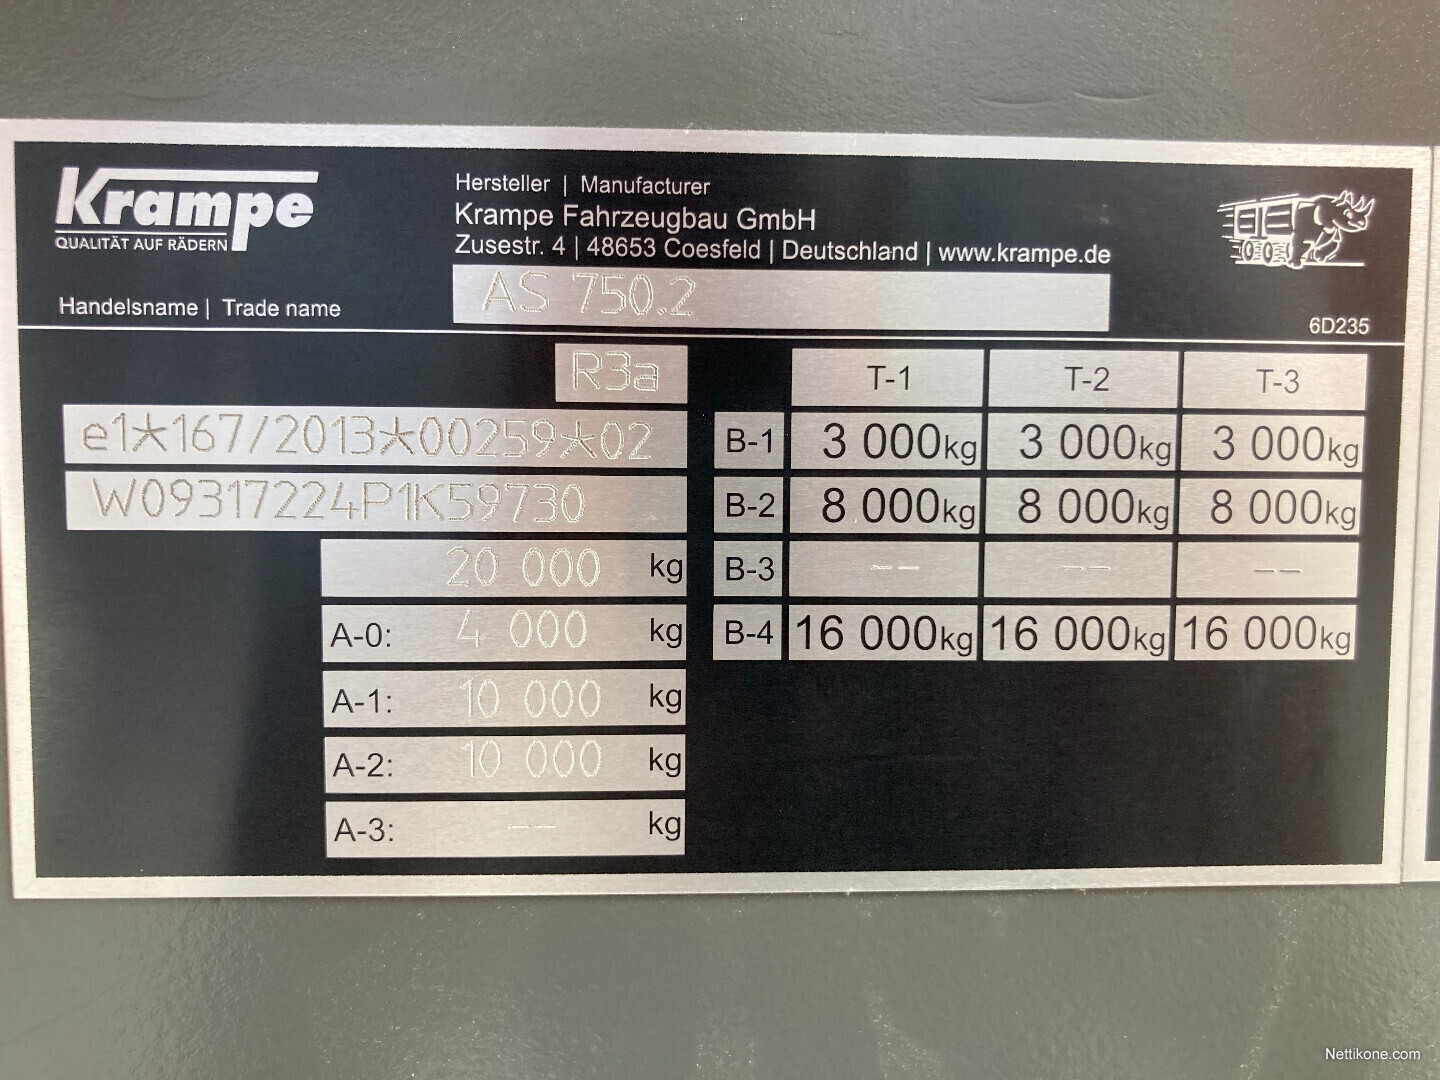 Krampe
QUALITÄT AUF RÄDERN
Hersteller | Manufacturer
Krampe Fahrzeugbau GmbH
Zusestr. 4 | 48653 Coesfeld | Deutschland | www.krampe.de
Handelsname | Trade name
AS 750.2
6D235
R3a
e1*167/2013*00259*02
W09317224P1K59730
20 000 kg
A-0: 4 000 kg
A-1: 10 000 kg
A-2: 10 000 kg
A-3: -- kg
T-1 T-2 T-3
B-1 3 000kg 3 000kg 3 000kg
B-2 8 000kg 8 000kg 8 000kg
B-3 -- -- --
B-4 16 000kg 16 000kg 16 000kg
Nettikone.com